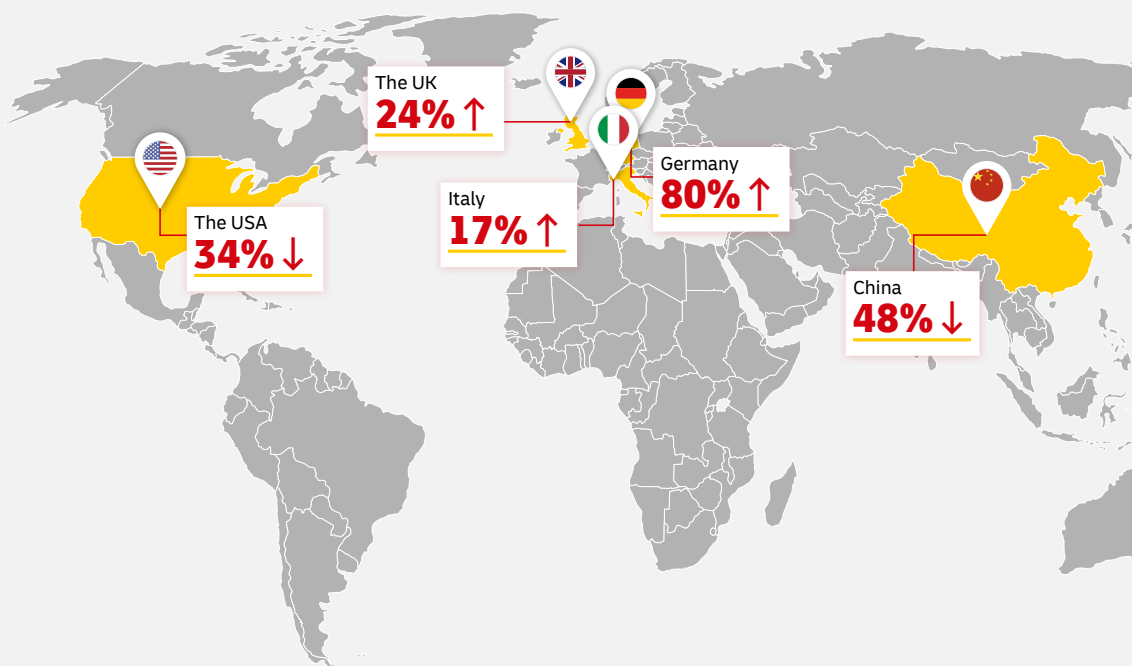 The UK
24% ↑
Germany
80% ↑
Italy
17% ↑
The USA
34% ↓
China
48% ↓